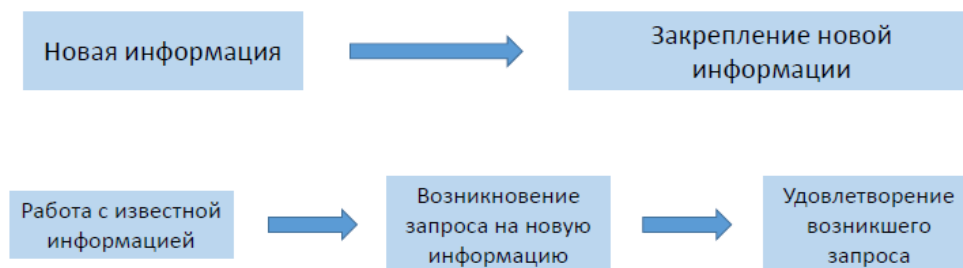 Новая информация
Закрепление новой
информации
Работа с известной
информацией
Возникновение
запроса на новую
информацию
Удовлетворение
возникшего
запроса